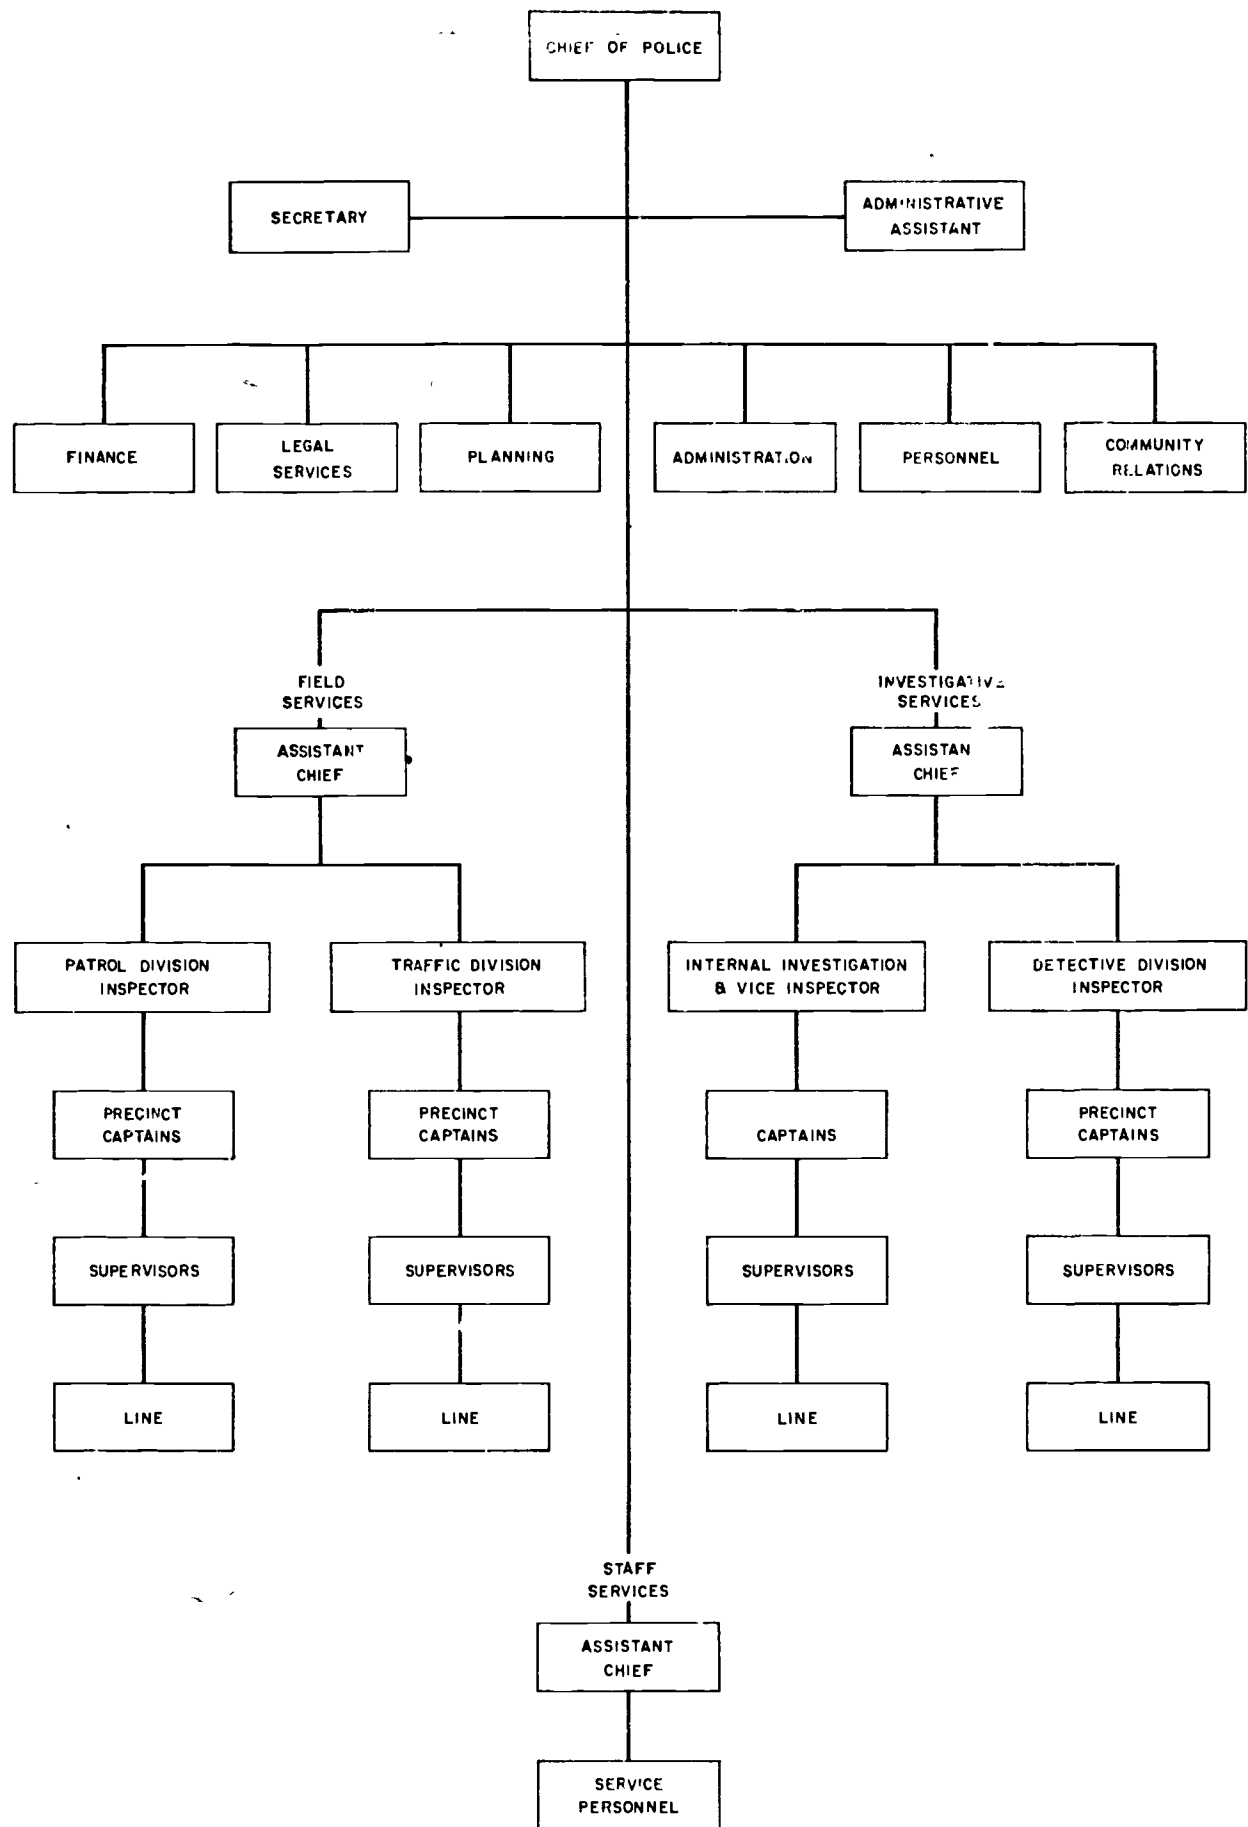 CHIEF OF POLICE
SECRETARY
ADMINISTRATIVE
ASSISTANT
FINANCE
LEGAL
SERVICES
PLANNING
ADMINISTRATION
PERSONNEL
COMMUNITY
RELATIONS
FIELD
SERVICES
ASSISTANT
CHIEF
INVESTIGATIVE
SERVICES
ASSISTAN
CHIEF
PATROL DIVISION
INSPECTOR
TRAFFIC DIVISION
INSPECTOR
INTERNAL INVESTIGATION
& VICE INSPECTOR
DETECTIVE DIVISION
INSPECTOR
PRECINCT
CAPTAINS
PRECINCT
CAPTAINS
CAPTAINS
PRECINCT
CAPTAINS
SUPERVISORS
SUPERVISORS
SUPERVISORS
SUPERVISORS
LINE
LINE
LINE
LINE
STAFF
SERVICES
ASSISTANT
CHIEF
SERVICE
PERSONNEL